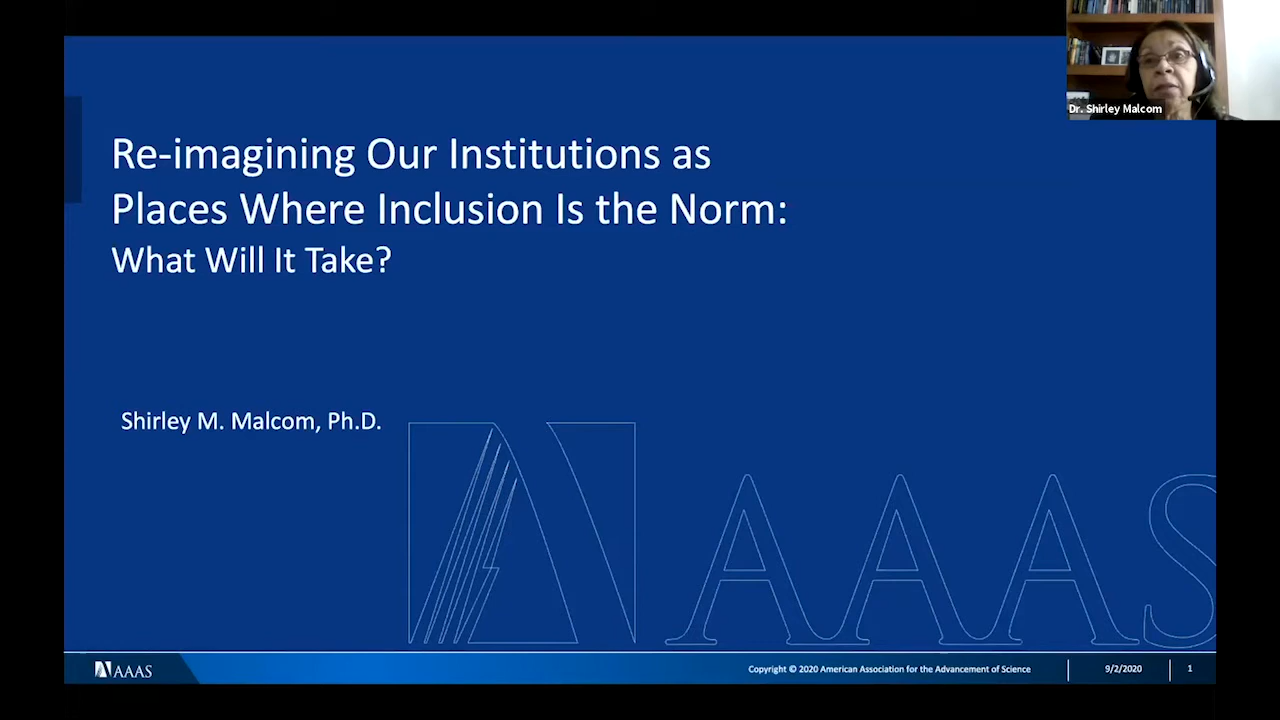 Dr. Shirley Malcom
Re-imagining Our Institutions as
Places Where Inclusion Is the Norm:
What Will It Take?
Shirley M. Malcom, Ph.D.
AAAS
AAAS
Copyright © 2020 American Association for the Advancement of Science
9/2/2020
1